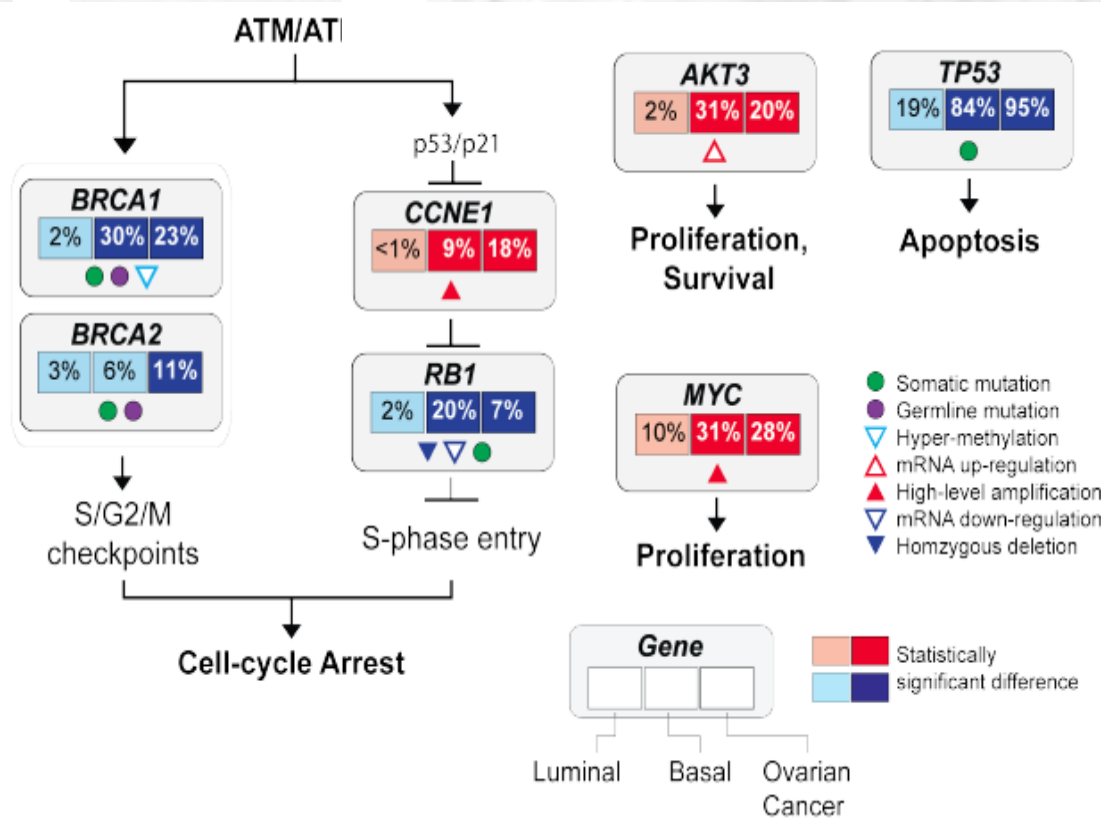 ATM/AT
p53/p21
BRCA1
2% 30% 23%
BRCA2
3% 6% 11%
S/G2/M
checkpoints
CCNE1
<1% 9% 18%
RB1
2% 20% 7%
S-phase entry
Cell-cycle Arrest
AKT3
2% 31% 20%
Proliferation,
Survival
TP53
19% 84% 95%
Apoptosis
MYC
10% 31% 28%
Proliferation
Somatic mutation
Germline mutation
Hyper-methylation
mRNA up-regulation
High-level amplification
mRNA down-regulation
Homzygous deletion
Gene
Luminal
Basal
Ovarian
Cancer
Statistically
significant difference